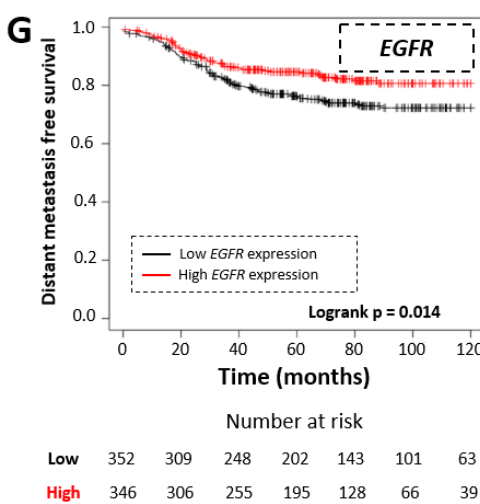 G
EGFR
Distant metastasis free survival
1.0
0.8
0.6
0.4
0.2
0.0
Low EGFR expression
High EGFR expression
Logrank p = 0.014
0 20 40 60 80 100 120
Time (months)
Number at risk
Low 352 309 248 202 143 101 63
High 346 306 255 195 128 66 39